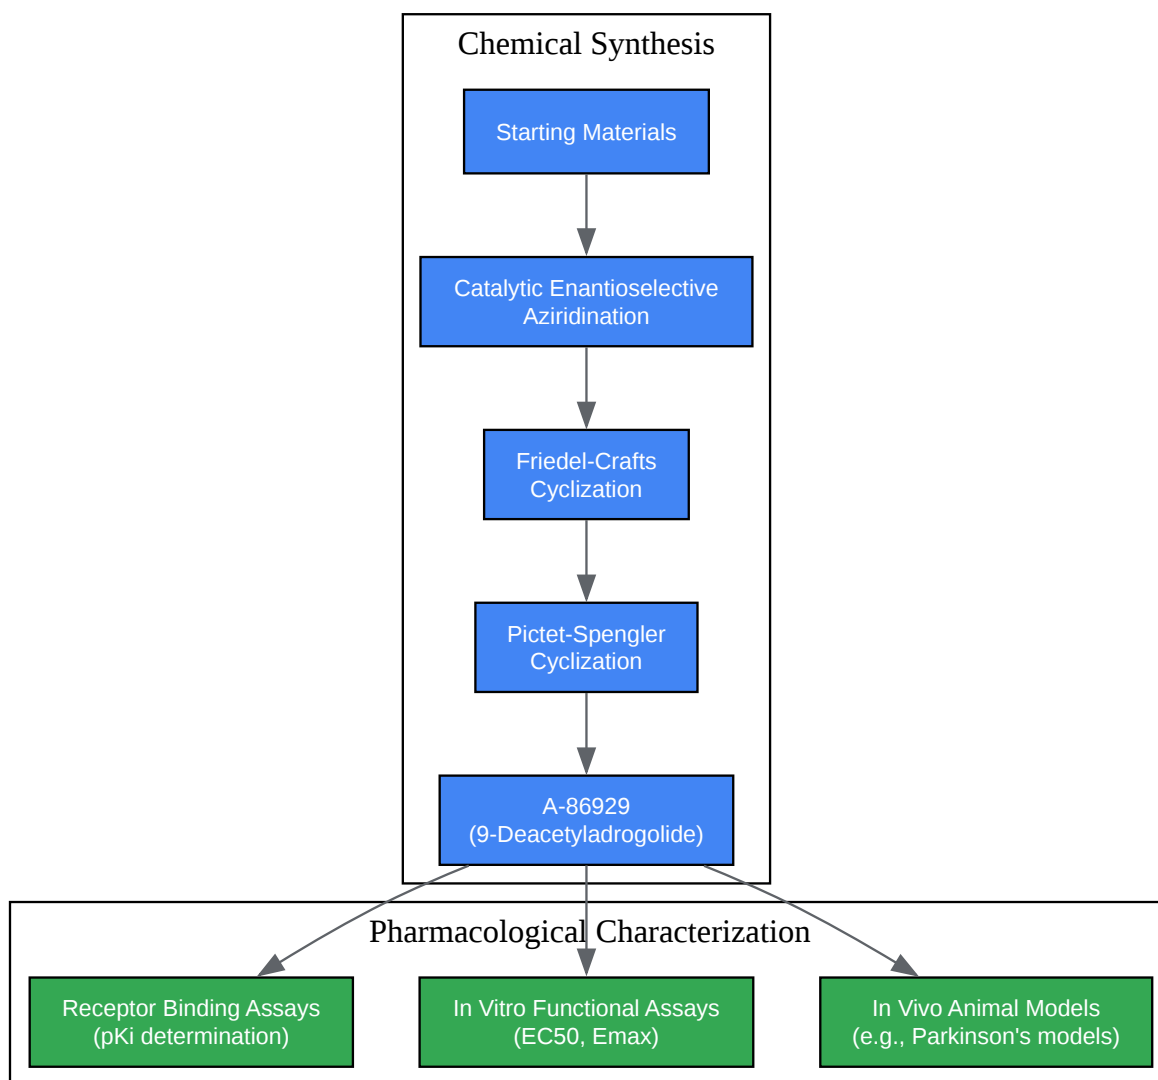 Chemical Synthesis
Starting Materials
Catalytic Enantioselective
Aziridination
Friedel-Crafts
Cyclization
Pictet-Spengler
Cyclization
A-86929
(9-Deacetyladrogolide)
Pharmacological Characterization
Receptor Binding Assays
(pKi determination)
In Vitro Functional Assays
(EC50, Emax)
In Vivo Animal Models
(e.g., Parkinson's models)